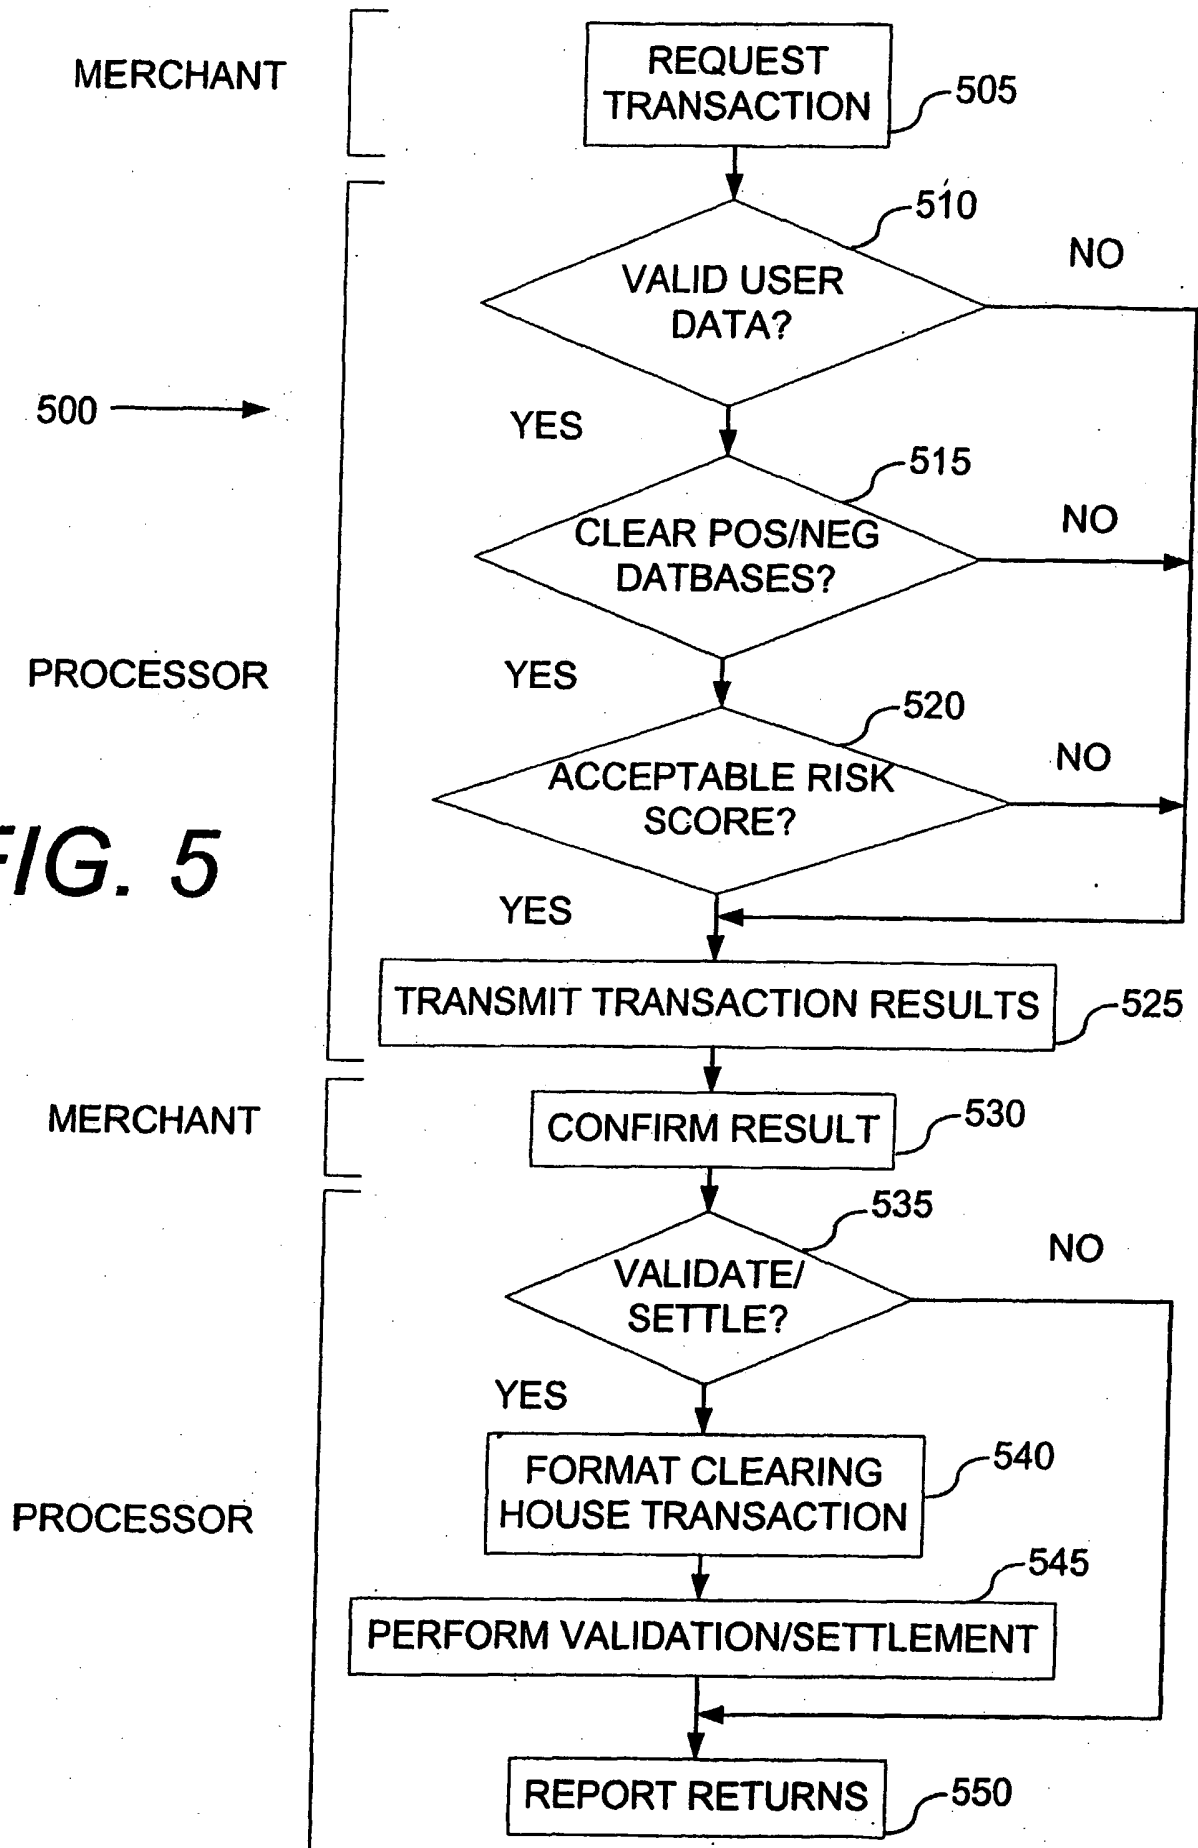 MERCHANT
REQUEST
TRANSACTION
505
510
NO
VALID USER
DATA?
500
YES
515
NO
CLEAR POS/NEG
DATBASES?
PROCESSOR
YES
520
NO
ACCEPTABLE RISK
SCORE?
FIG. 5
YES
TRANSMIT TRANSACTION RESULTS
525
MERCHANT
CONFIRM RESULT
530
535
NO
VALIDATE/
SETTLE?
YES
FORMAT CLEARING
HOUSE TRANSACTION
540
PROCESSOR
545
PERFORM VALIDATION/SETTLEMENT
REPORT RETURNS
550